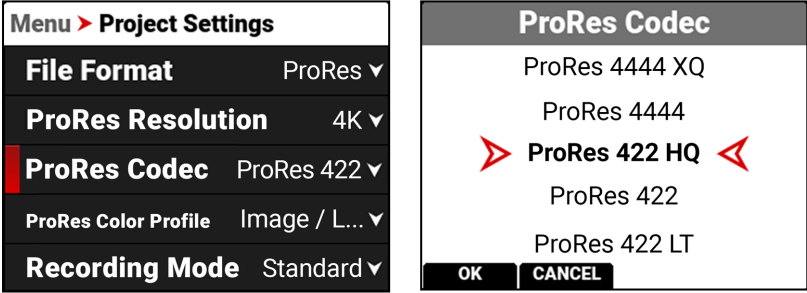 Menu > Project Settings
File Format ProRes
ProRes Resolution 4K
ProRes Codec ProRes 422
ProRes Color Profile Image / L...
Recording Mode Standard
ProRes Codec
ProRes 4444 XQ
ProRes 4444
ProRes 422 HQ
ProRes 422
ProRes 422 LT
OK CANCEL